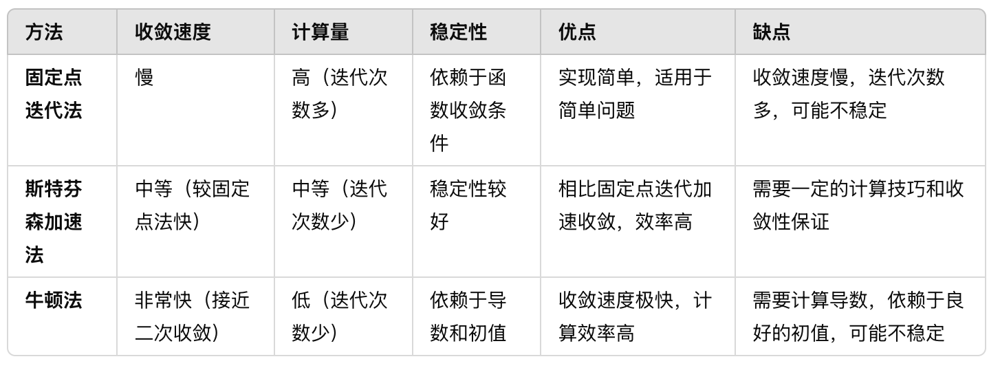 方法 收敛速度 计算量 稳定性 优点 缺点
固定点
迭代法
慢
高（迭代次
数多）
依赖于函
数收敛条
件
实现简单，适用于
简单问题
收敛速度慢，迭代次数
多，可能不稳定
斯特芬
森加速
法
中等（较固定
点法快）
中等（迭代
次数少）
稳定性较
好
相比固定点迭代加
速收敛，效率高
需要一定的计算技巧和收
敛性保证
牛顿法
非常快（接近
二次收敛）
低（迭代次
数少）
依赖于导
数和初值
收敛速度极快，计
算效率高
需要计算导数，依赖于良
好的初值，可能不稳定